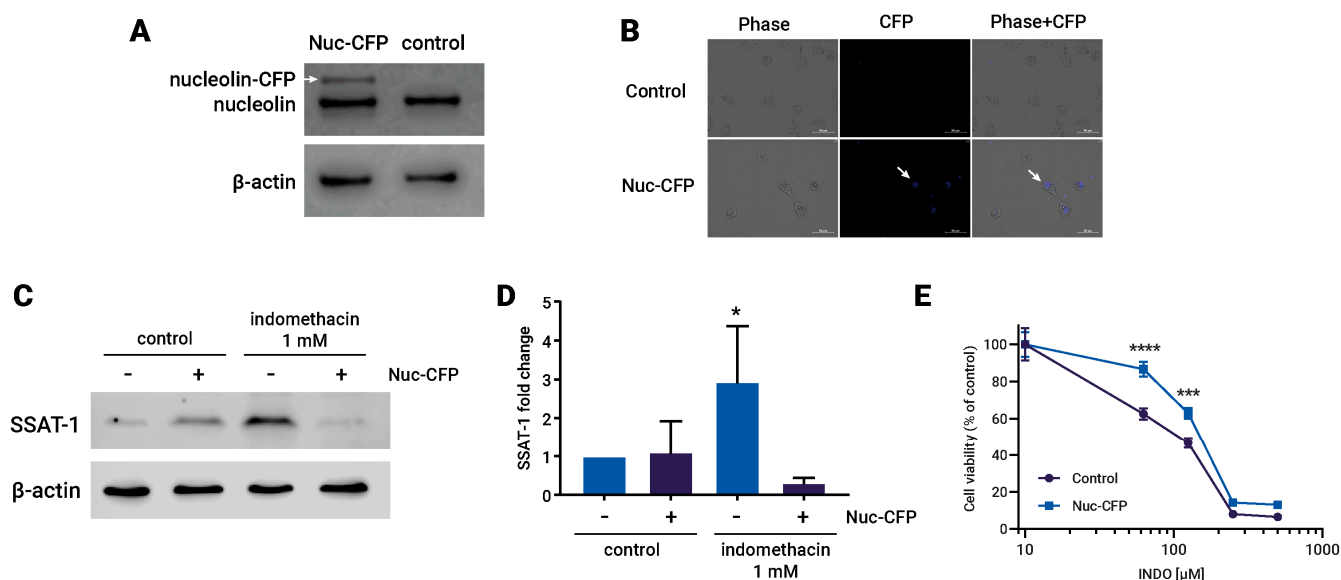 A
Nuc-CFP control
nucleolin-CFP
nucleolin
β-actin
B
Phase CFP Phase+CFP
Control
Nuc-CFP
C
control
indomethacin
1 mM
- + - + Nuc-CFP
SSAT-1
β-actin
D
SSAT-1 fold change
5
4
3
2
1
0
*
- + - + Nuc-CFP
control
indomethacin
1 mM
E
Cell viability (% of control)
100
80
60
40
20
0
****
***
Control
Nuc-CFP
10 100 1000
INDO [µM]